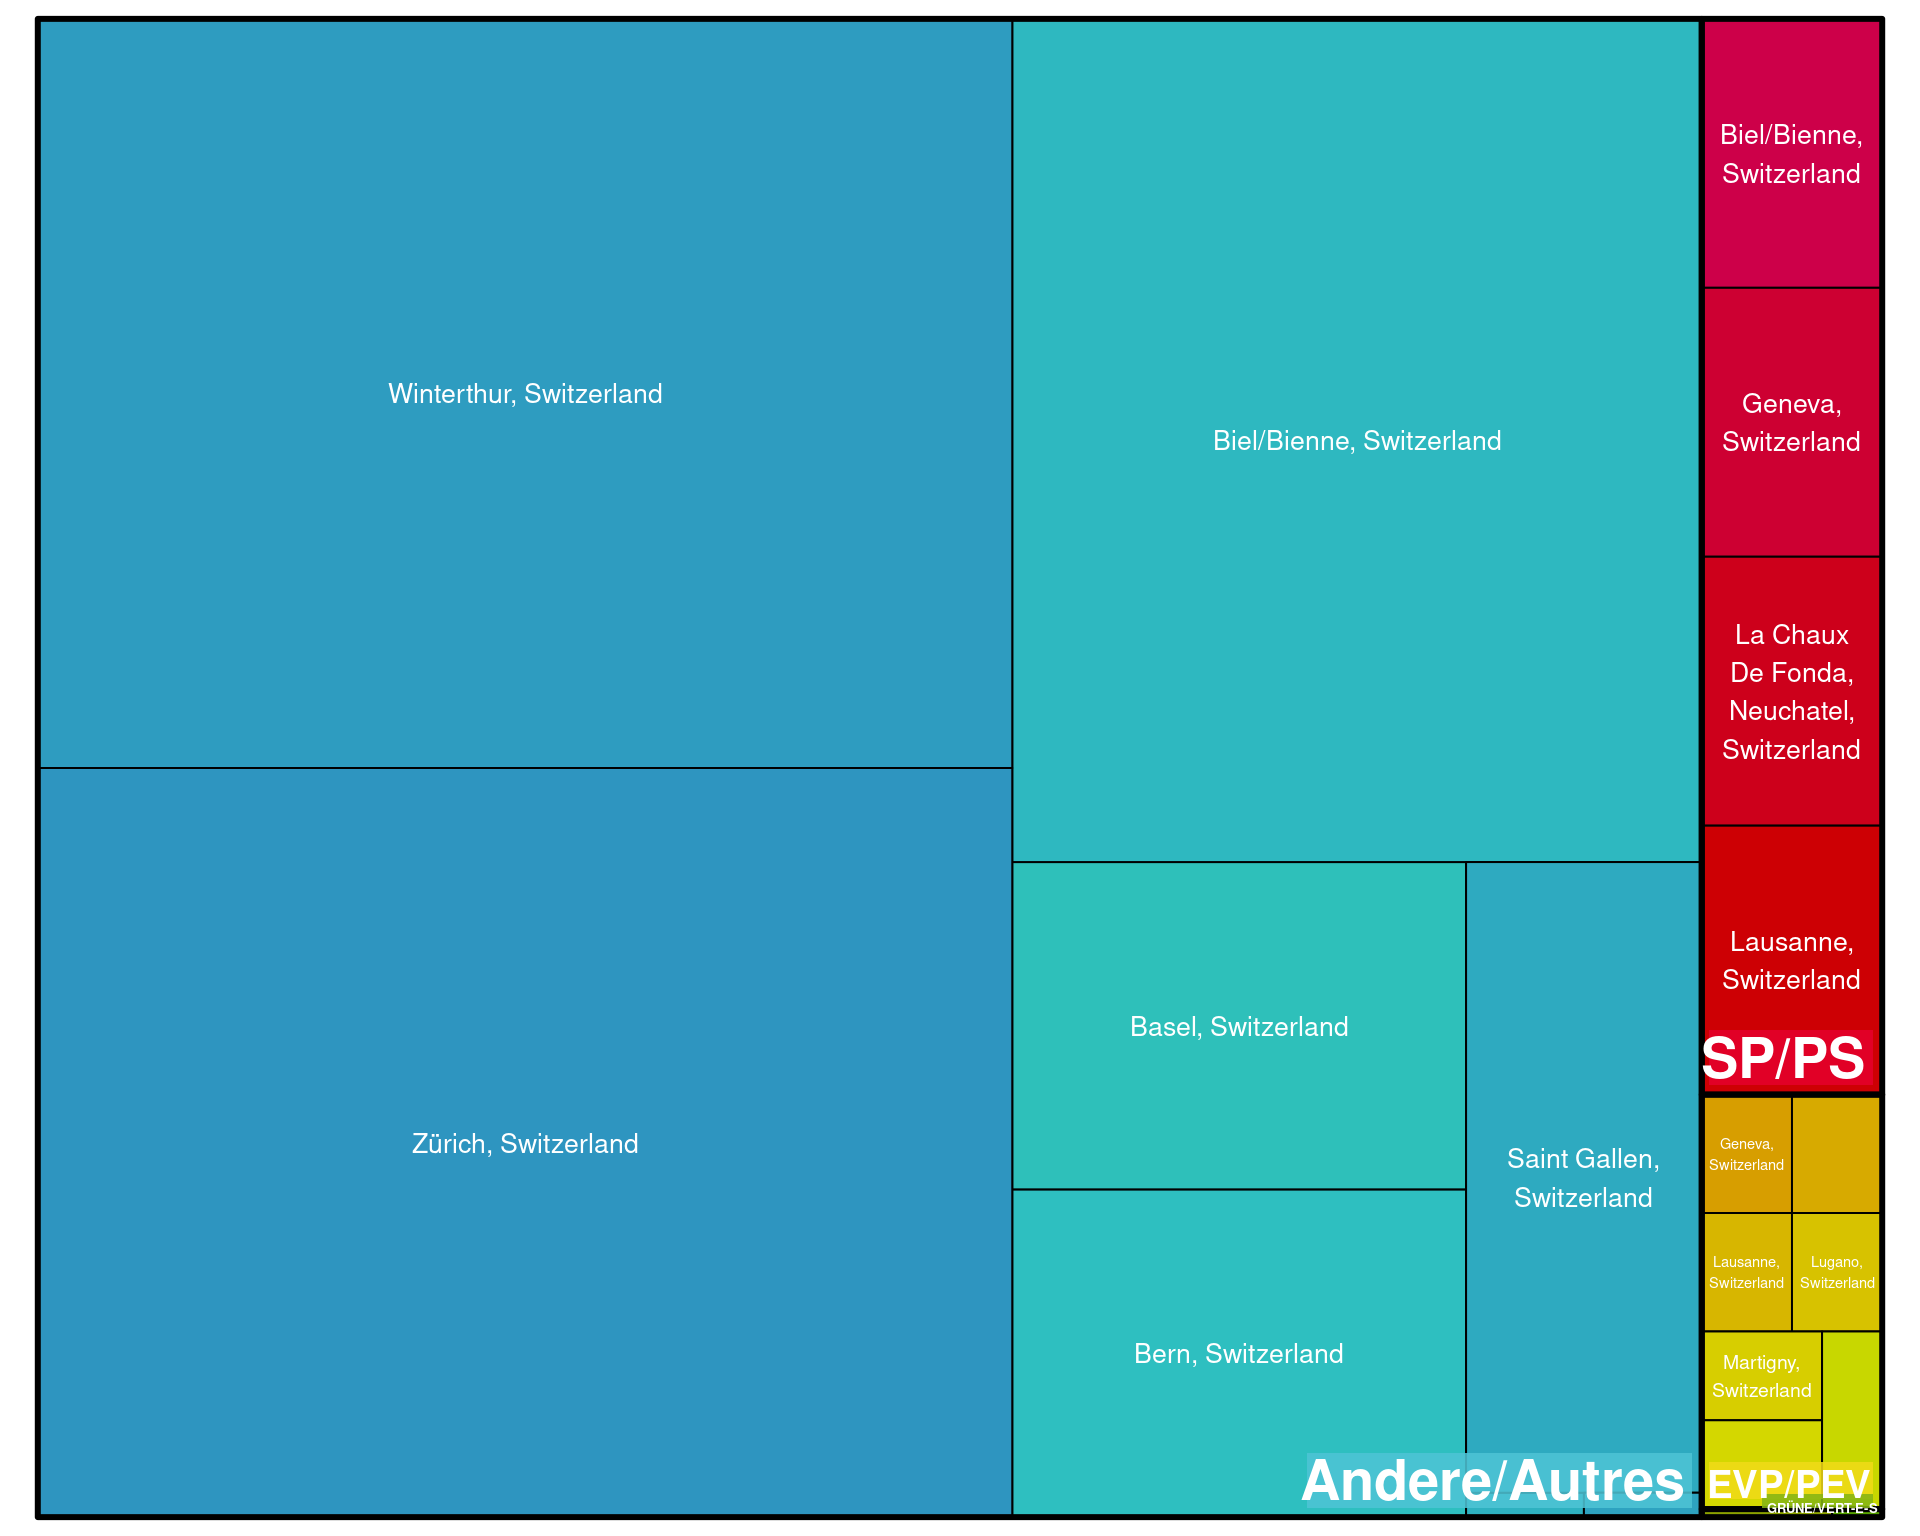 Winterthur, Switzerland
Zürich, Switzerland
Biel/Bienne, Switzerland
Basel, Switzerland
Bern, Switzerland
Saint Gallen,
Switzerland
Andere/Autres
Biel/Bienne,
Switzerland
Geneva,
Switzerland
La Chaux
De Fonda,
Neuchatel,
Switzerland
Lausanne,
Switzerland
SP/PS
Geneva,
Switzerland
Lausanne,
Switzerland
Lugano,
Switzerland
Martigny,
Switzerland
EVP/PEV
GRÜNE/VERT-E-S